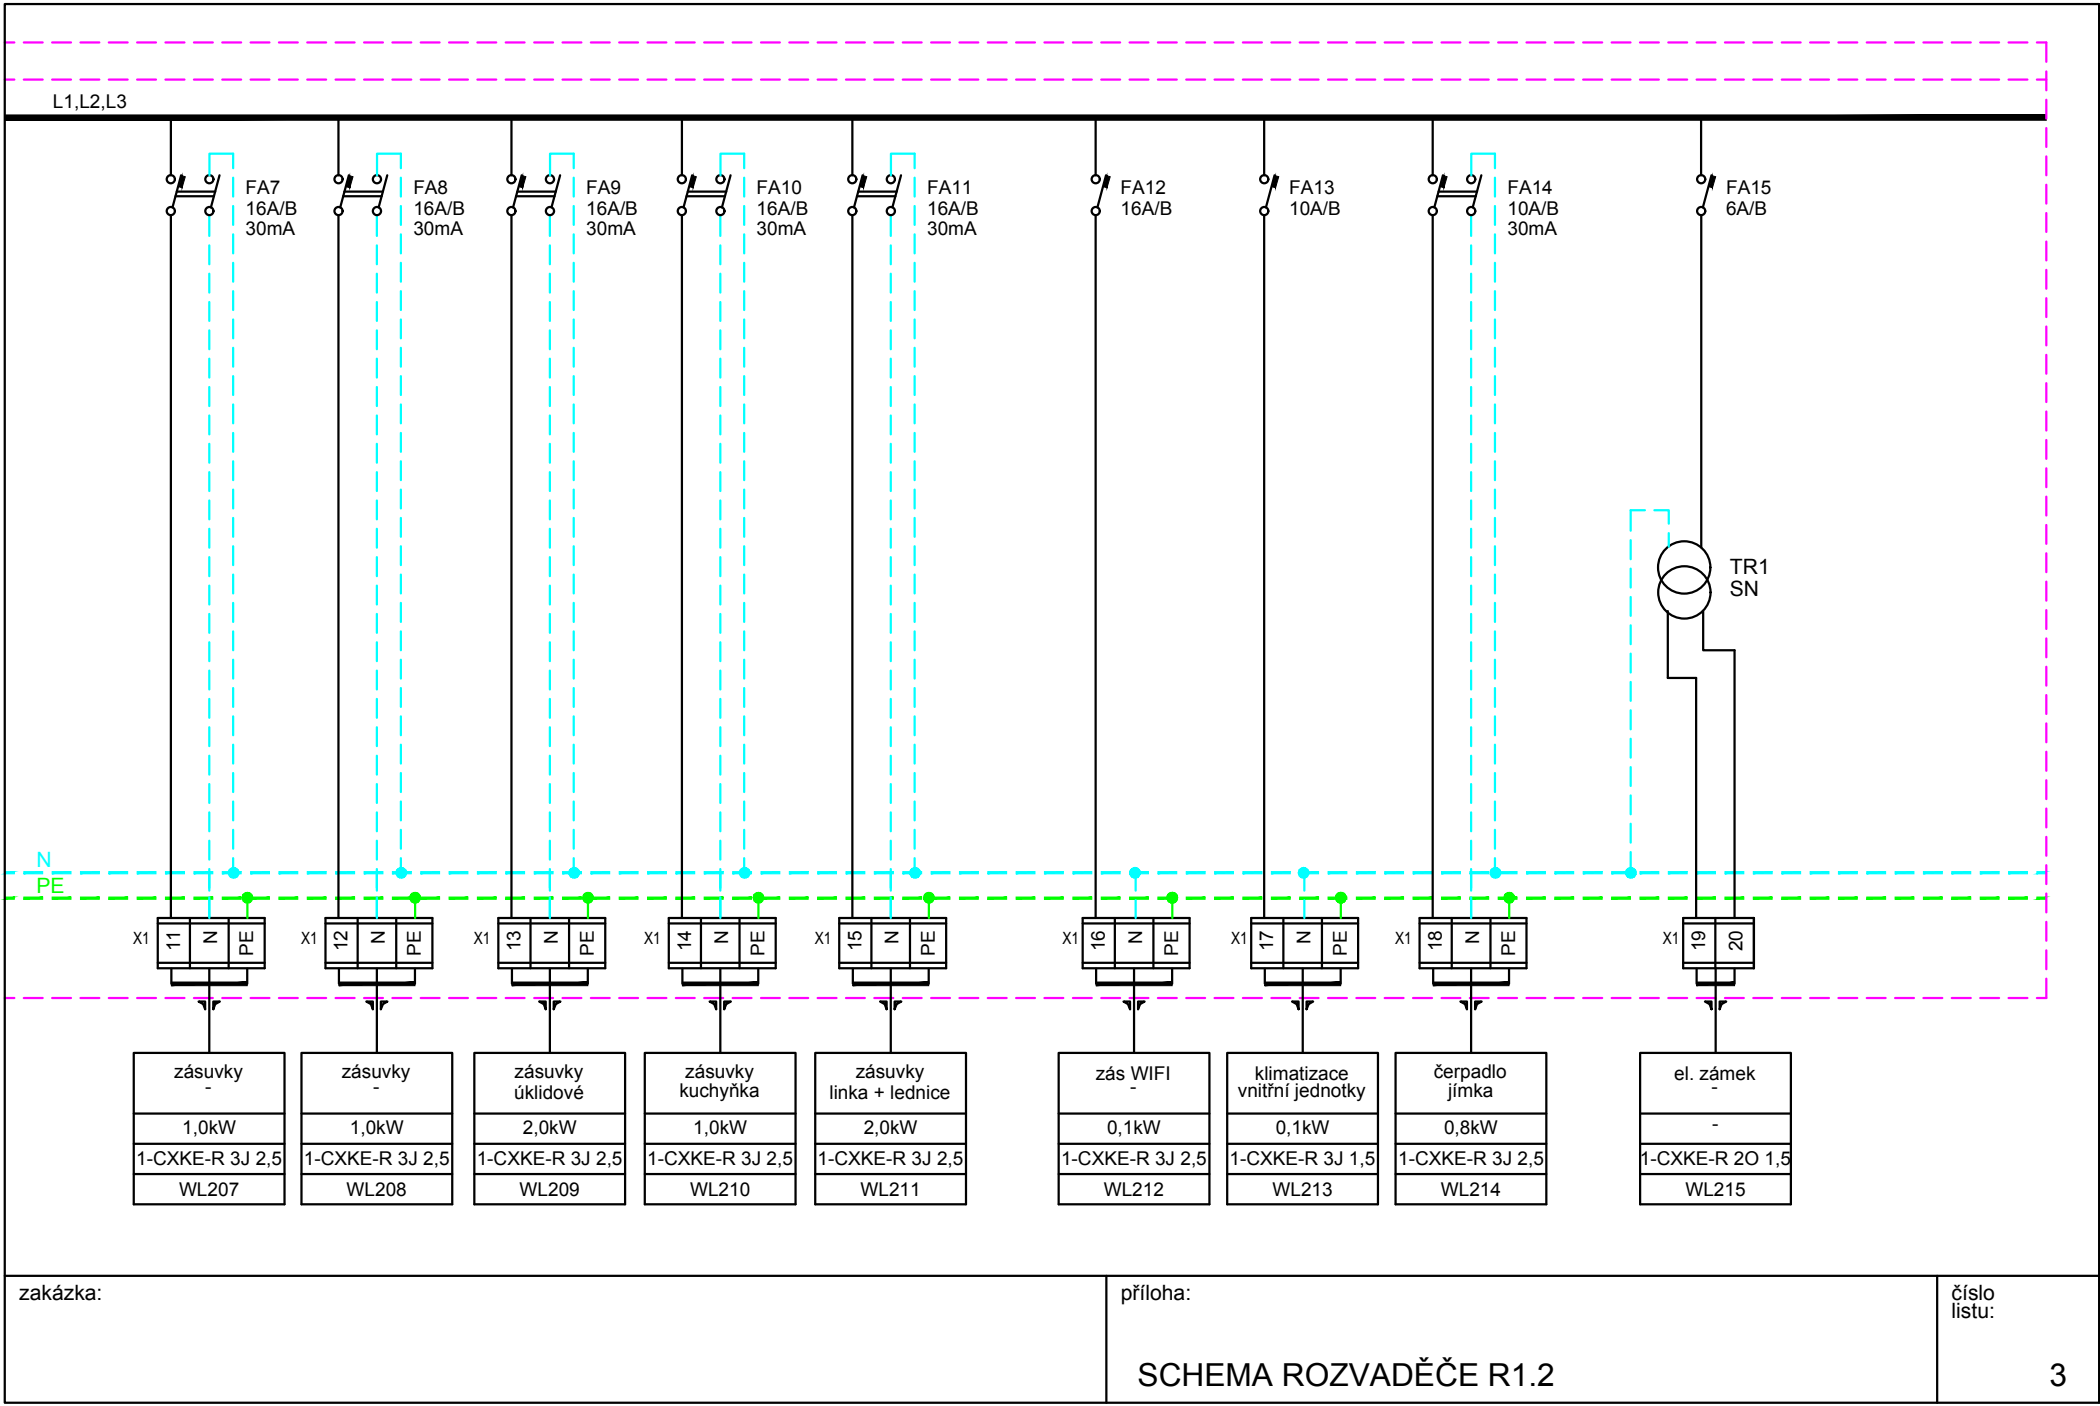 L1,L2,L3
FA7
16A/B
30mA
FA8
16A/B
30mA
FA9
16A/B
30mA
FA10
16A/B
30mA
FA11
16A/B
30mA
FA12
16A/B
FA13
10A/B
FA14
10A/B
30mA
FA15
6A/B
TR1
SN
N
PE
X1 11 N PE
X1 12 N PE
X1 13 N PE
X1 14 N PE
X1 15 N PE
X1 16 N PE
X1 17 N PE
X1 18 N PE
X1 19 20
zásuvky
-
1,0kW
1-CXKE-R 3J 2,5
WL207
zásuvky
-
1,0kW
1-CXKE-R 3J 2,5
WL208
zásuvky
úklidové
2,0kW
1-CXKE-R 3J 2,5
WL209
zásuvky
kuchyňka
1,0kW
1-CXKE-R 3J 2,5
WL210
zásuvky
linka + lednice
2,0kW
1-CXKE-R 3J 2,5
WL211
zás WIFI
-
0,1kW
1-CXKE-R 3J 2,5
WL212
klimatizace
vnitřní jednotky
0,1kW
1-CXKE-R 3J 1,5
WL213
čerpadlo
jímka
0,8kW
1-CXKE-R 3J 2,5
WL214
el. zámek
-
-
1-CXKE-R 2O 1,5
WL215
zakázka:
příloha:
SCHEMA ROZVADĚČE R1.2
číslo
listu:
3